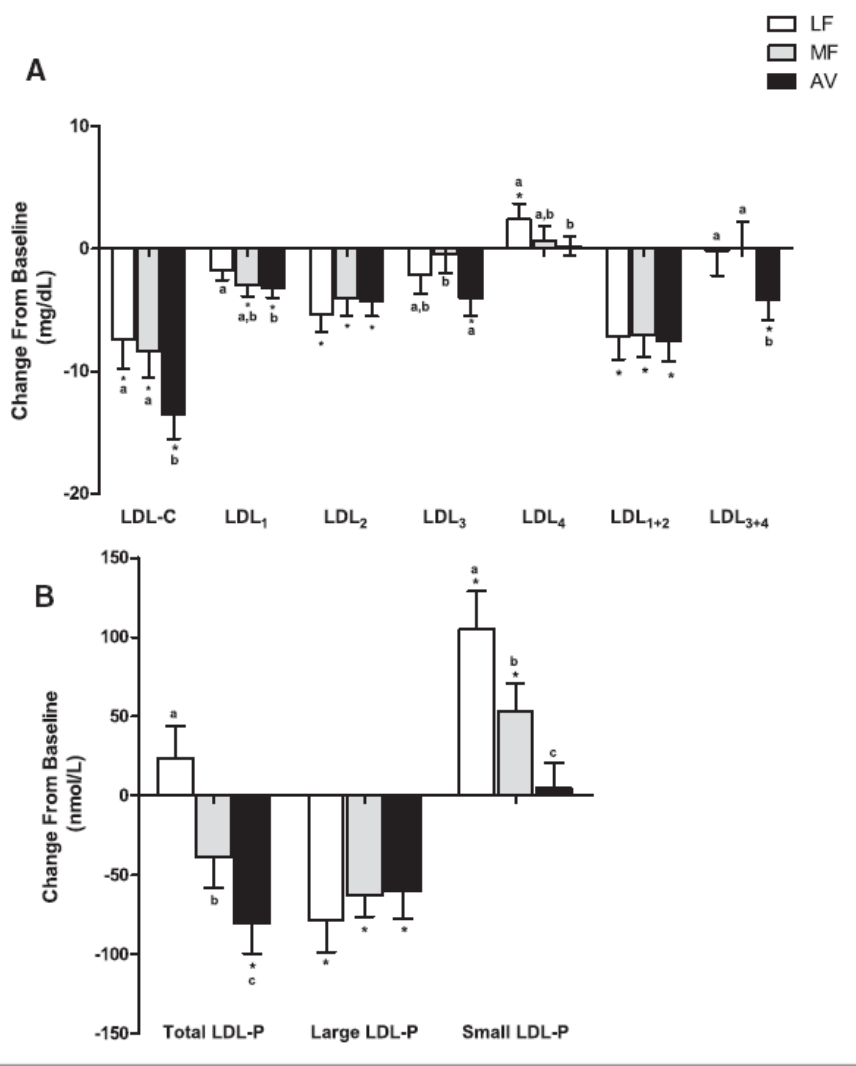 LF
MF
AV
A
Change From Baseline
(mg/dL)
10
0
-10
-20
a
*
a,b
b
a
a
*
a
*
a
*
b
a
*
a,b
*
b
*
*
*
a,b
b
*
a
*
*
*
*
b
LDL-C LDL1 LDL2 LDL3 LDL4 LDL1+2 LDL3+4
B
Change From Baseline
(nmol/L)
150
100
50
0
-50
-100
-150
a
b
*
c
*
*
*
a
*
b
*
c
Total LDL-P Large LDL-P Small LDL-P